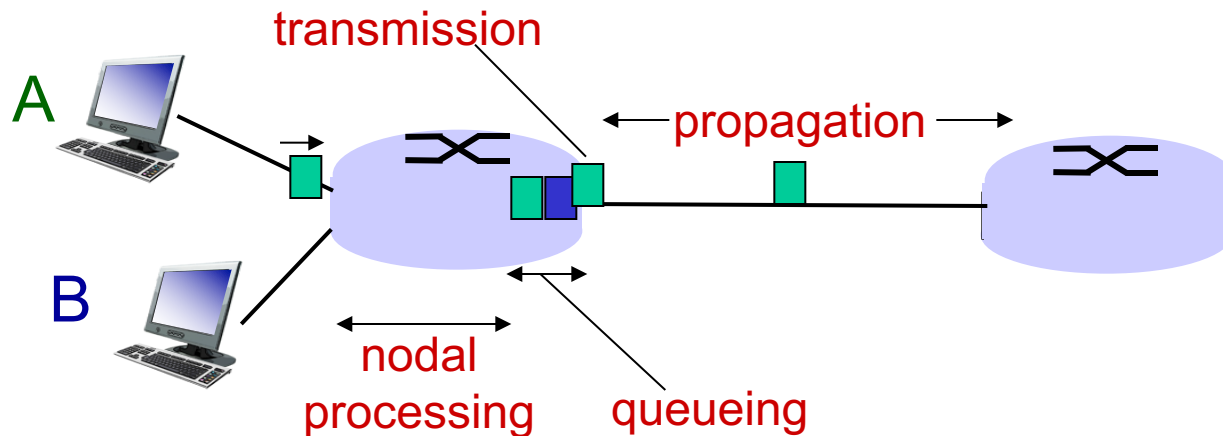 transmission
A
propagation
B
nodal
processing
queueing